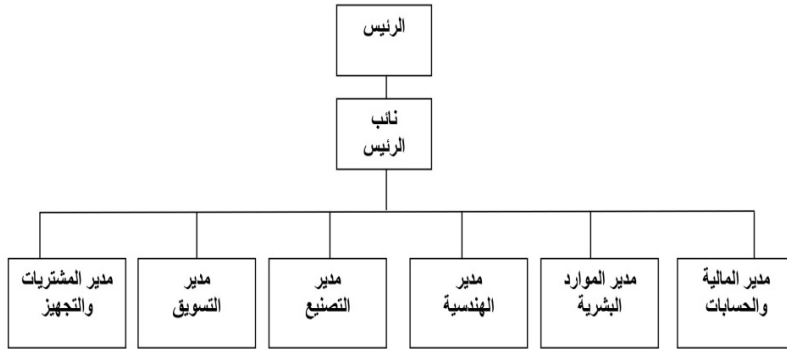 الرئيس
نائب
الرئيس
مدير المالية
والحسابات
مدير الموارد
البشرية
مدير
الهندسية
مدير
التصنيع
مدير
التسويق
مدير المشتريات
والتجهيز